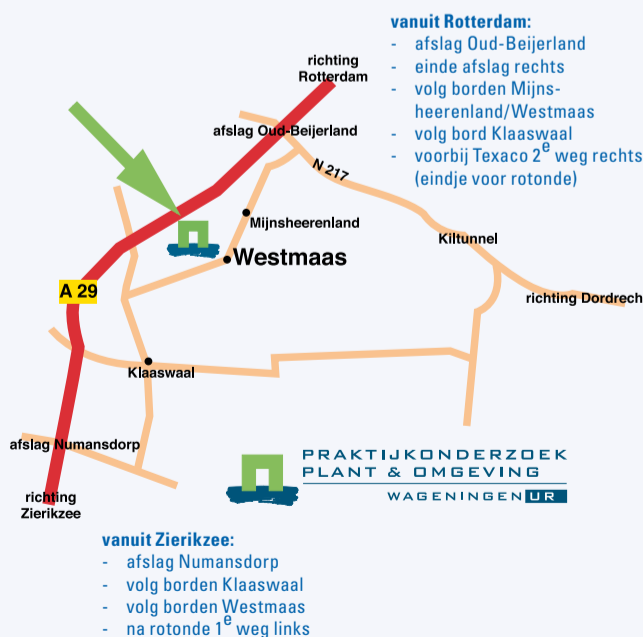 vanuit Rotterdam:
- afslag Oud-Beijerland
- einde afslag rechts
- volg borden Mijns-
heerenland/Westmaas
- volg bord Klaaswaal
- voorbij Texaco 2e weg rechts
(eindje voor rotonde)
richting
Rotterdam
afslag Oud-Beijerland
N 217
Mijnsheerenland
Kiltunnel
Westmaas
A 29
richting Dordrech
Klaaswaal
afslag Numansdorp
richting
Zierikzee
PRAKTIJKONDERZOEK
PLANT & OMGEVING
WAGENINGEN UR
vanuit Zierikzee:
- afslag Numansdorp
- volg borden Klaaswaal
- volg borden Westmaas
- na rotonde 1e weg links